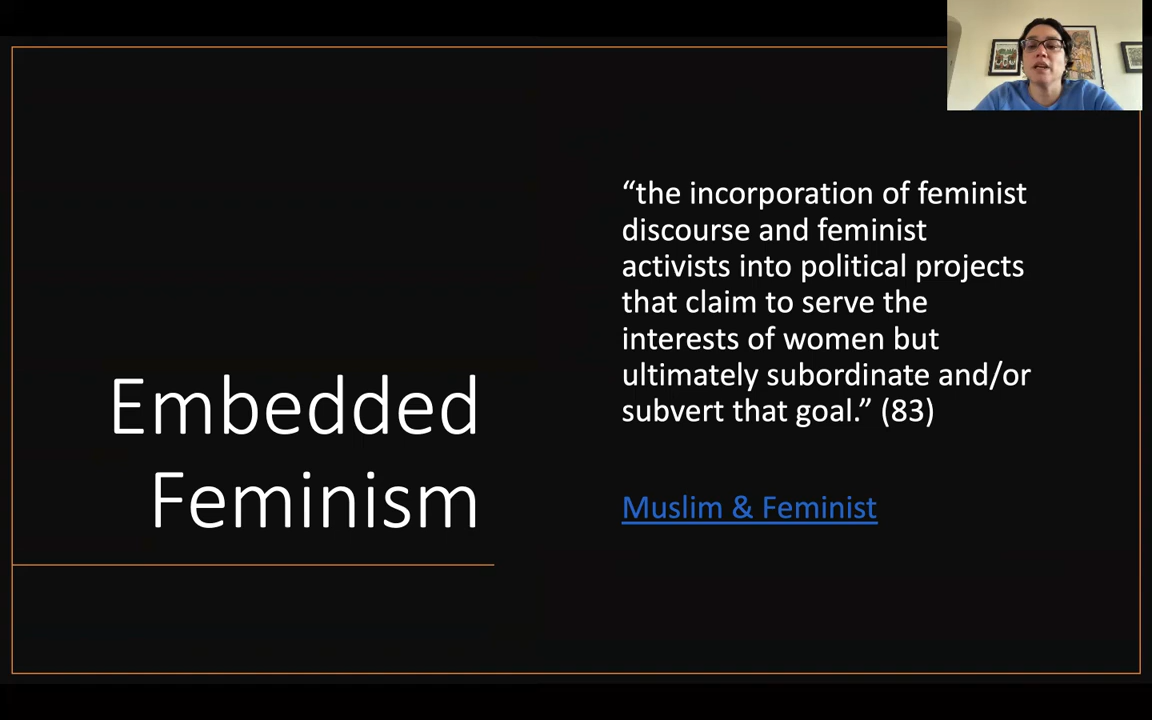 Embedded
Feminism
“the incorporation of feminist
discourse and feminist
activists into political projects
that claim to serve the
interests of women but
ultimately subordinate and/or
subvert that goal.” (83)
Muslim & Feminist